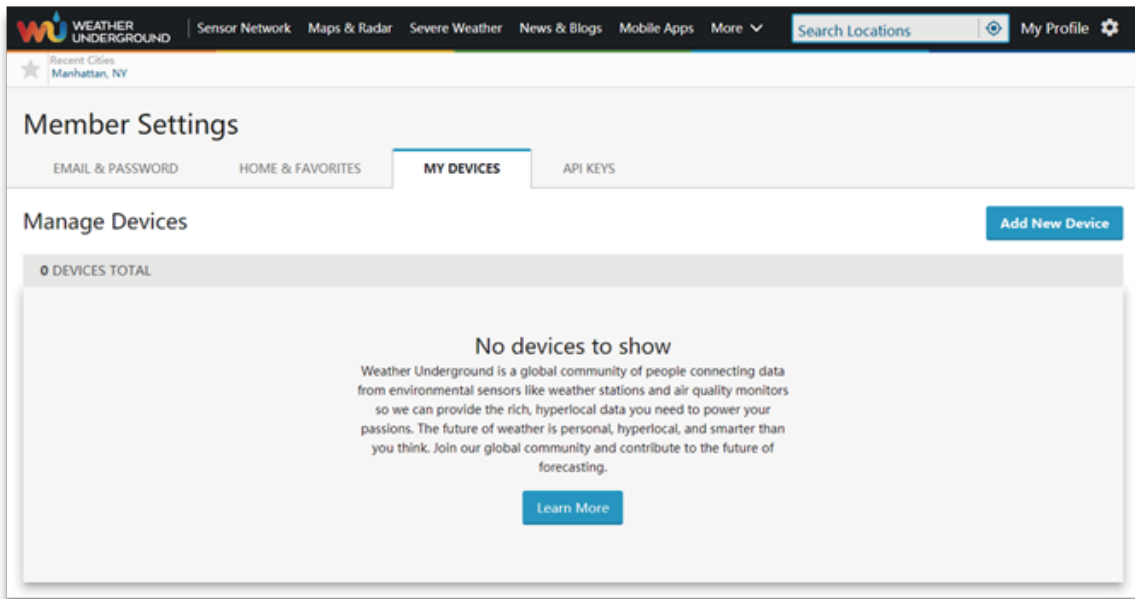 WEATHER
UNDERGROUND
Sensor Network Maps & Radar Severe Weather News & Blogs Mobile Apps More Search Locations My Profile
Recent Cities
Manhattan, NY
Member Settings
EMAIL & PASSWORD HOME & FAVORITES MY DEVICES API KEYS
Manage Devices Add New Device
0 DEVICES TOTAL
No devices to show
Weather Underground is a global community of people connecting data
from environmental sensors like weather stations and air quality monitors
so we can provide the rich, hyperlocal data you need to power your
passions. The future of weather is personal, hyperlocal, and smarter than
you think. Join our global community and contribute to the future of
forecasting.
Learn More